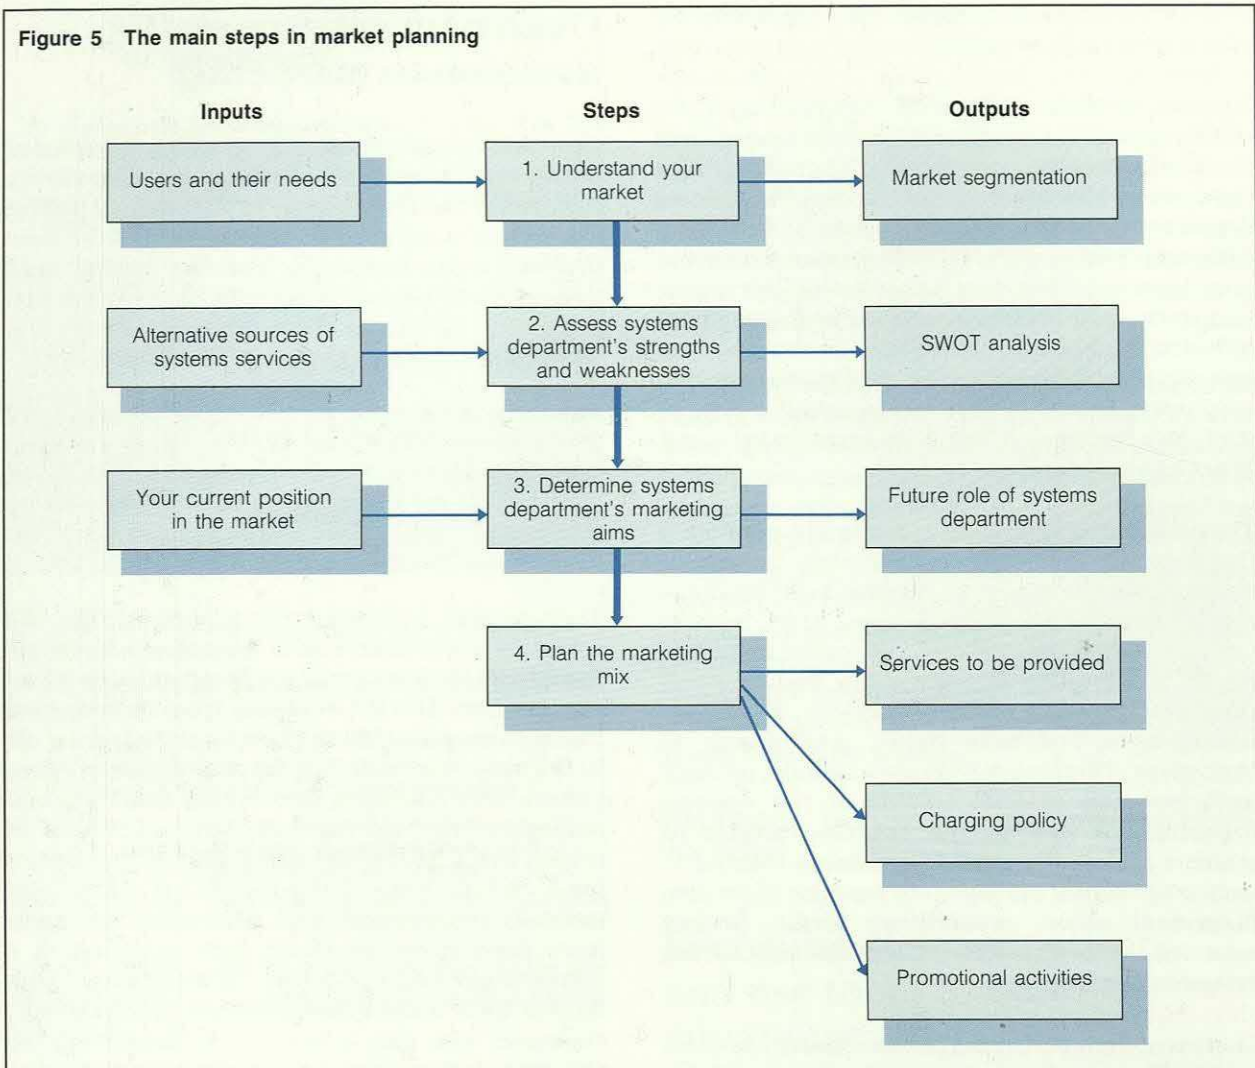 Figure 5 The main steps in market planning
Inputs
Steps
Outputs
Users and their needs
1. Understand your
market
Market segmentation
Alternative sources of
systems services
2. Assess systems
department's strengths
and weaknesses
SWOT analysis
Your current position
in the market
3. Determine systems
department's marketing
aims
Future role of systems
department
4. Plan the marketing
mix
Services to be provided
Charging policy
Promotional activities